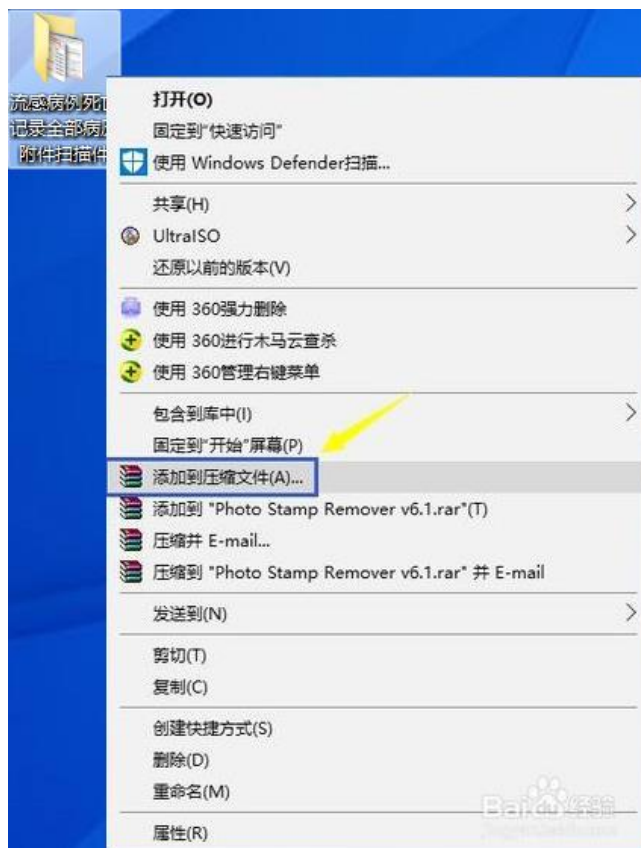 流感病例死亡
记录全部病历
附件扫描件
打开(O)
固定到"快速访问"
使用 Windows Defender扫描...
共享(H)
UltraISO
还原以前的版本(V)
使用 360强力删除
使用 360进行木马云查杀
使用 360管理右键菜单
包含到库中(I)
固定到"开始"屏幕(P)
添加到压缩文件(A)...
添加到 "Photo Stamp Remover v6.1.rar"(T)
压缩并 E-mail...
压缩到 "Photo Stamp Remover v6.1.rar" 并 E-mail
发送到(N)
剪切(T)
复制(C)
创建快捷方式(S)
删除(D)
重命名(M)
属性(R)
Baidu经验